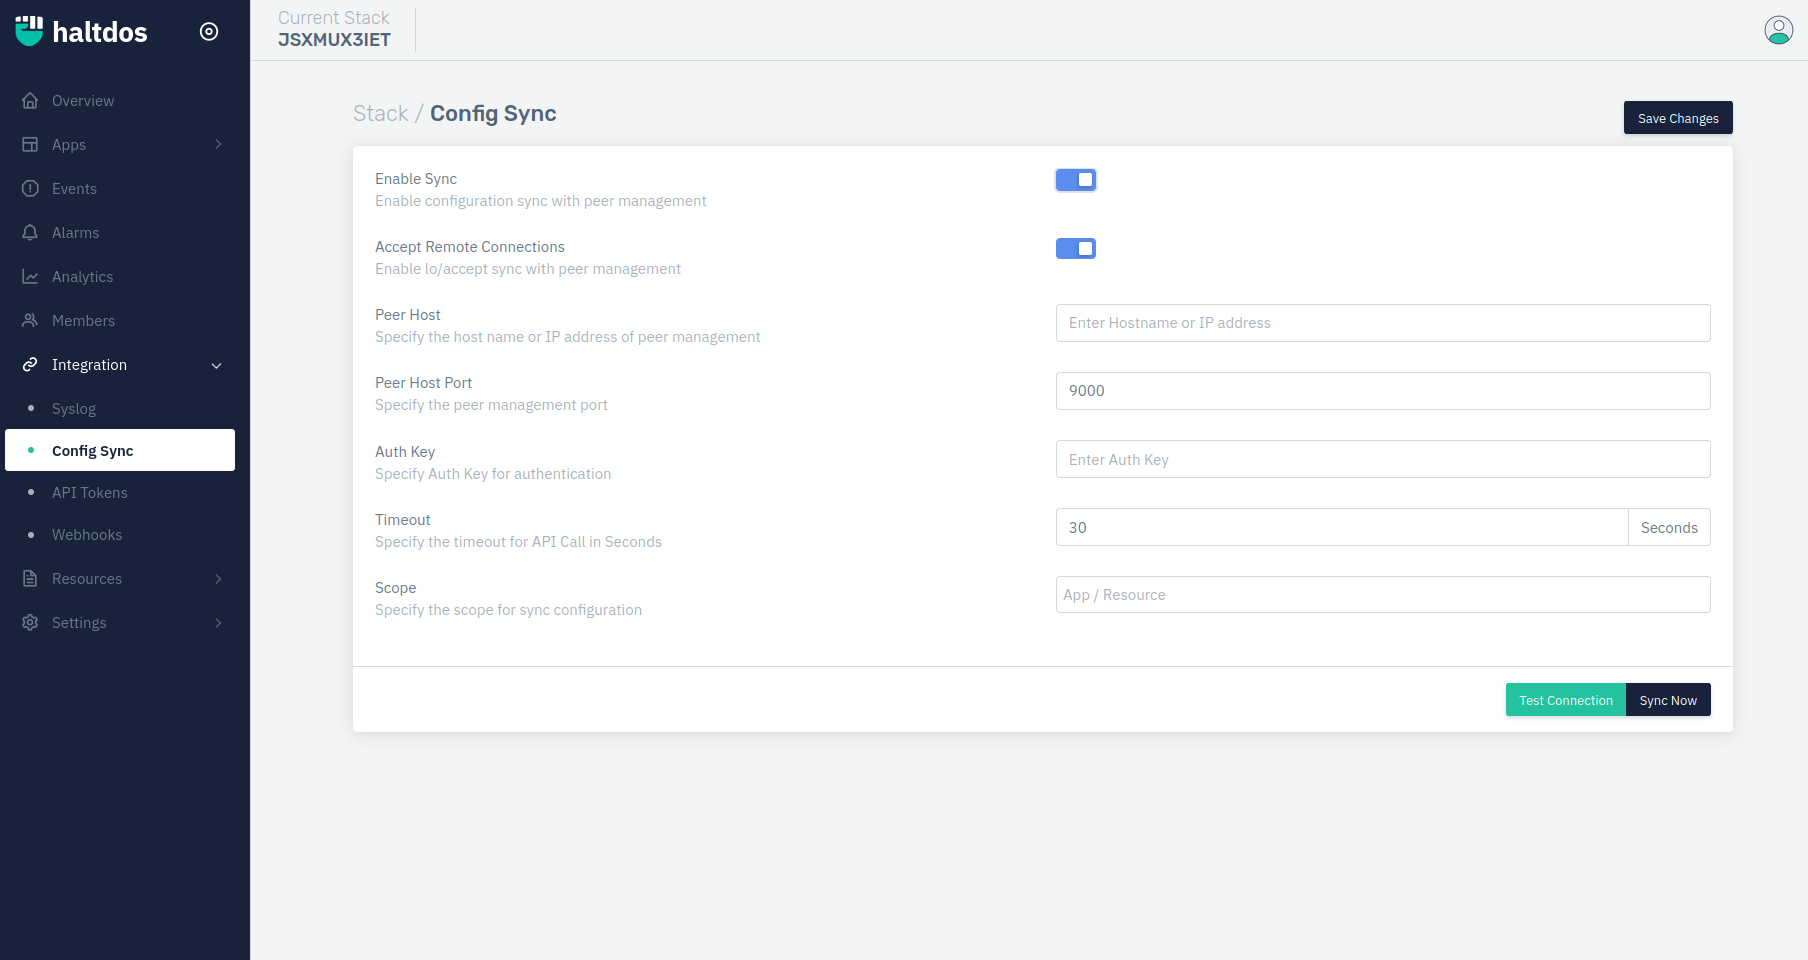 haltdos
Current Stack
JSXMUX3IET
Overview
Apps
Events
Alarms
Analytics
Members
Integration
Syslog
Config Sync
API Tokens
Webhooks
Resources
Settings
Stack / Config Sync
Save Changes
Enable Sync
Enable configuration sync with peer management
Accept Remote Connections
Enable lo/accept sync with peer management
Peer Host
Specify the host name or IP address of peer management
Enter Hostname or IP address
Peer Host Port
Specify the peer management port
9000
Auth Key
Specify Auth Key for authentication
Enter Auth Key
Timeout
Specify the timeout for API Call in Seconds
30 Seconds
Scope
Specify the scope for sync configuration
App / Resource
Test Connection Sync Now